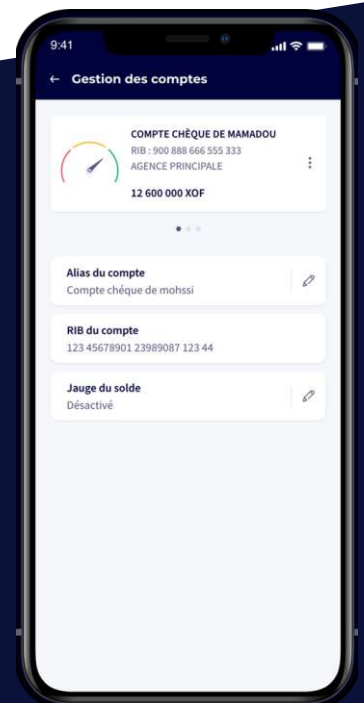 9:41
← Gestion des comptes
COMPTE CHÈQUE DE MAMADOU
RIB : 900 888 666 555 333
AGENCE PRINCIPALE
12 600 000 XOF
Alias du compte
Compte chéque de mohssi
RIB du compte
123 45678901 23989087 123 44
Jauge du solde
Désactivé